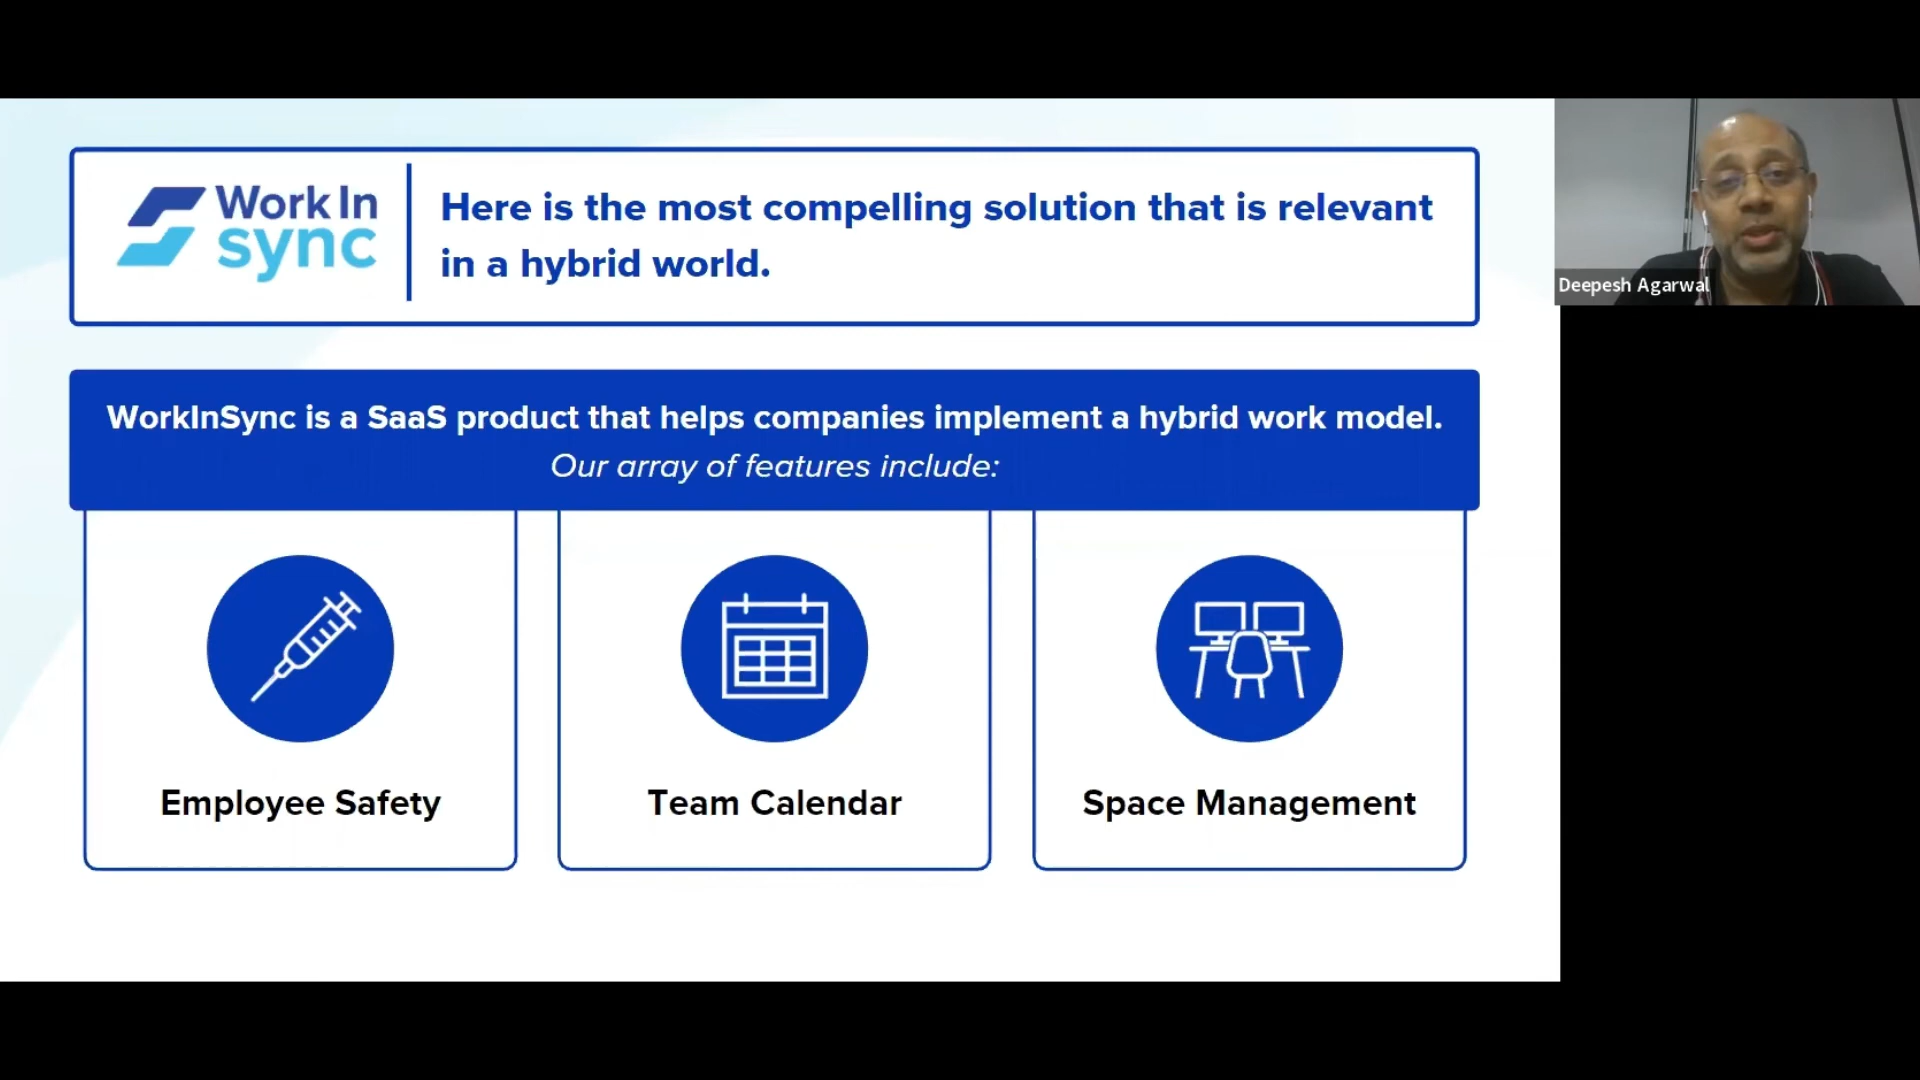 Work In
sync
Here is the most compelling solution that is relevant
in a hybrid world.
Deepesh Agarwal
WorkInSync is a SaaS product that helps companies implement a hybrid work model.
Our array of features include:
Employee Safety
Team Calendar
Space Management